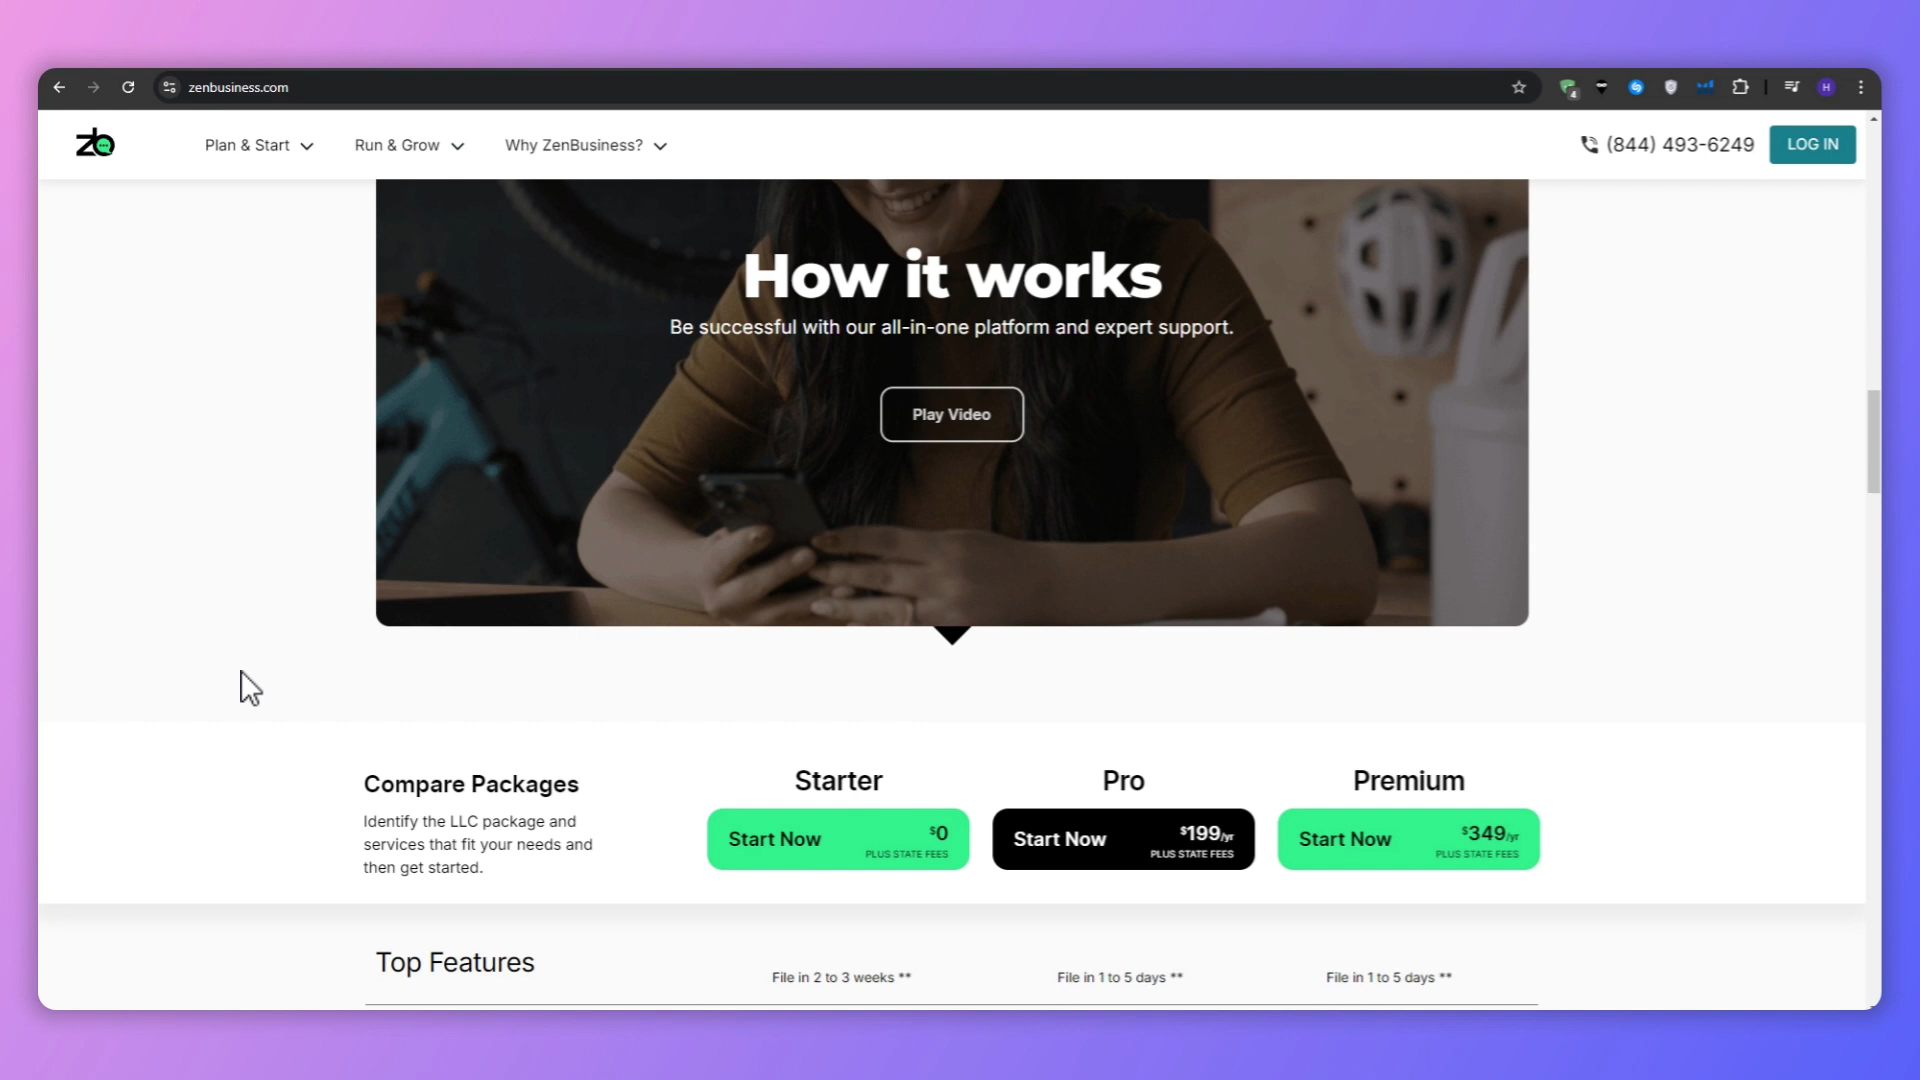 zenbusiness.com
4
H
zb
Plan & Start
Run & Grow
Why ZenBusiness?
(844) 493-6249
LOG IN
How it works
Be successful with our all-in-one platform and expert support.
Play Video
Compare Packages
Identify the LLC package and
services that fit your needs and
then get started.
Starter
Start Now
$0
PLUS STATE FEES
Pro
Start Now
$199/yr
PLUS STATE FEES
Premium
Start Now
$349/yr
PLUS STATE FEES
Top Features
File in 2 to 3 weeks **
File in 1 to 5 days **
File in 1 to 5 days **